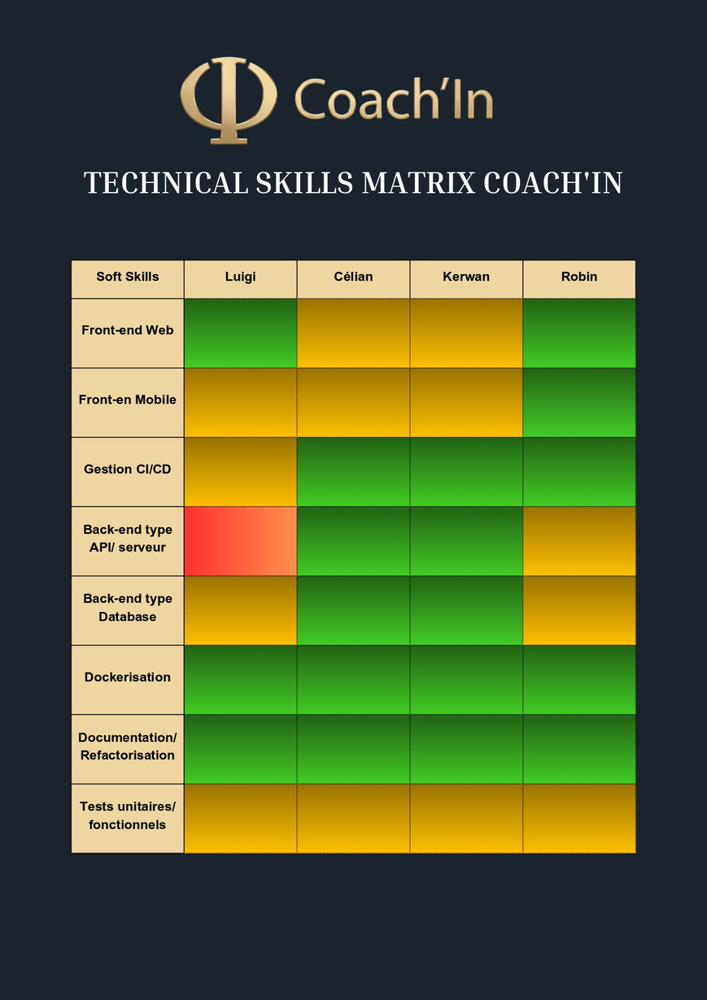 Coach'In
TECHNICAL SKILLS MATRIX COACH'IN
Soft Skills Luigi Célian Kerwan Robin
Front-end Web
Front-en Mobile
Gestion CI/CD
Back-end type
API/ serveur
Back-end type
Database
Dockerisation
Documentation/
Refactorisation
Tests unitaires/
fonctionnels